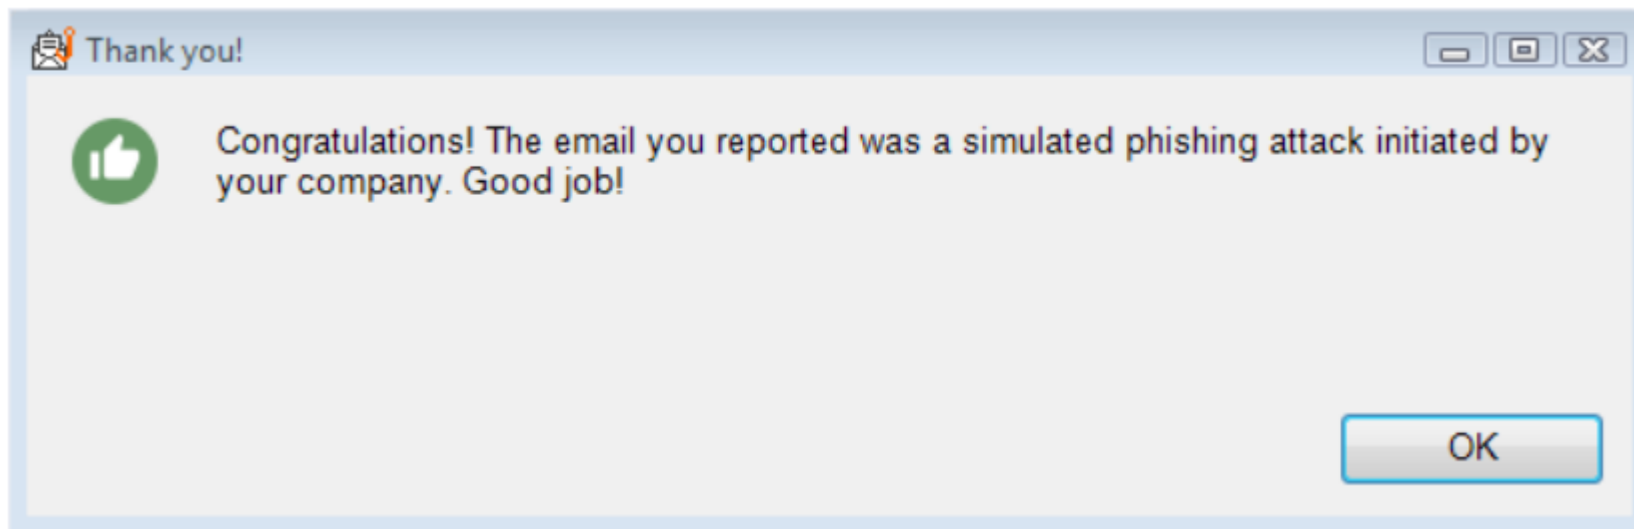 Thank you!
Congratulations! The email you reported was a simulated phishing attack initiated by
your company. Good job!
OK